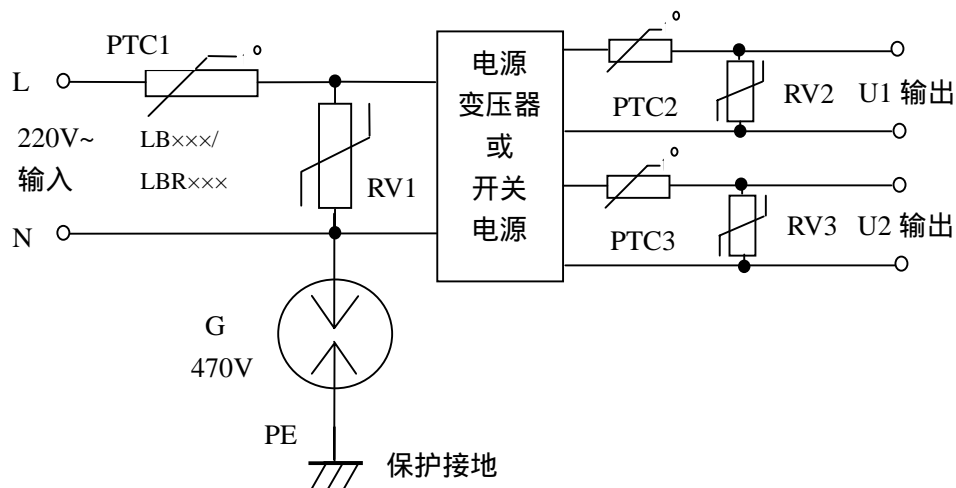 PTC1
L
220V~
输入
LB×××/
LBR×××
RV1
N
G
470V
PE
保护接地
电源
变压器
或
开关
电源
PTC2
RV2
U1 输出
PTC3
RV3
U2 输出